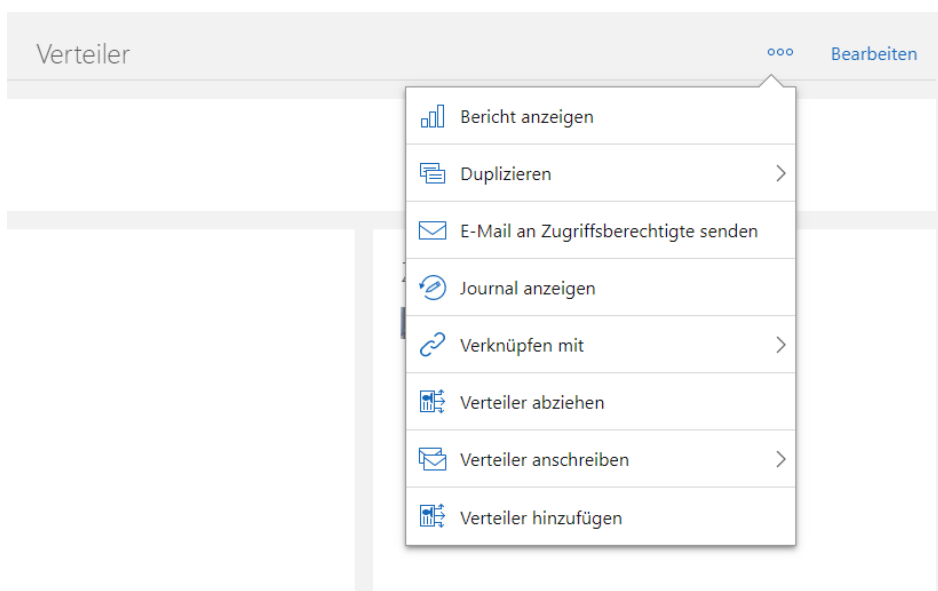 Verteiler
Bearbeiten
Bericht anzeigen
Duplizieren
E-Mail an Zugriffsberechtigte senden
Journal anzeigen
Verknüpfen mit
Verteiler abziehen
Verteiler anschreiben
Verteiler hinzufügen